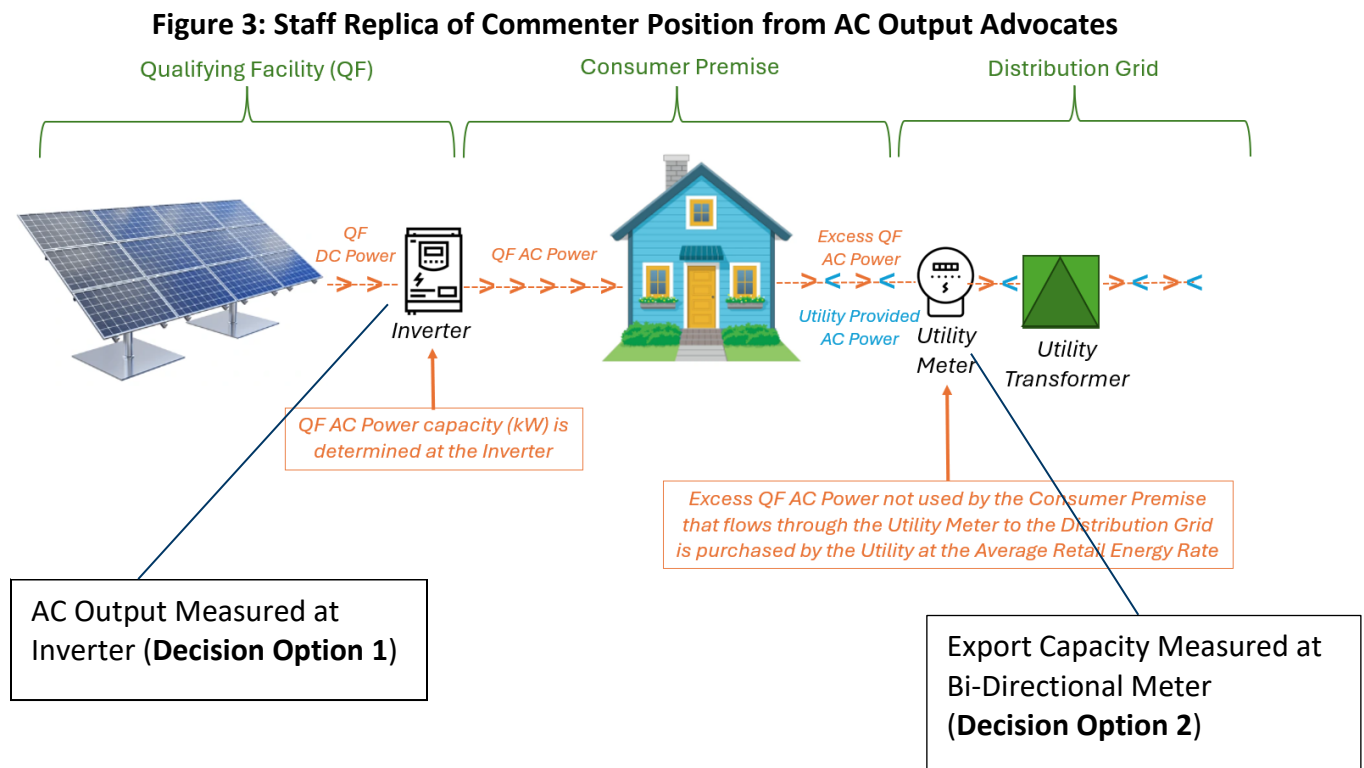 Figure 3: Staff Replica of Commenter Position from AC Output Advocates
Qualifying Facility (QF)
Consumer Premise
Distribution Grid
QF
DC Power
QF AC Power
Excess QF
AC Power
Utility Provided
AC Power
Inverter
Utility
Meter
Utility
Transformer
QF AC Power capacity (kW) is
determined at the Inverter
Excess QF AC Power not used by the Consumer Premise
that flows through the Utility Meter to the Distribution Grid
is purchased by the Utility at the Average Retail Energy Rate
AC Output Measured at
Inverter (Decision Option 1)
Export Capacity Measured at
Bi-Directional Meter
(Decision Option 2)